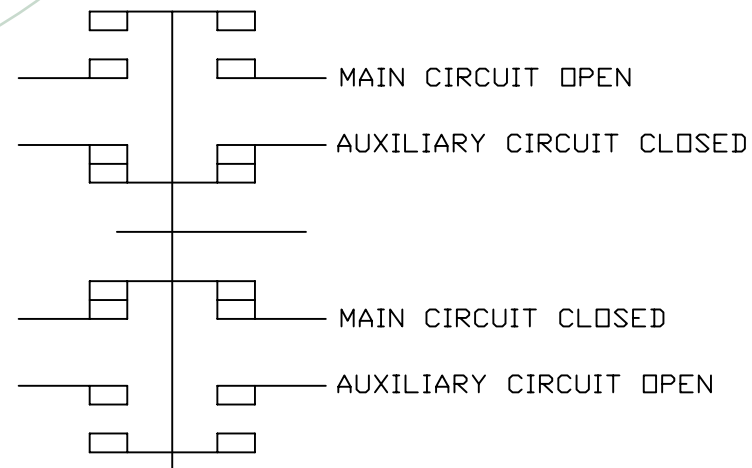 MAIN CIRCUIT OPEN
AUXILIARY CIRCUIT CLOSED
MAIN CIRCUIT CLOSED
AUXILIARY CIRCUIT OPEN